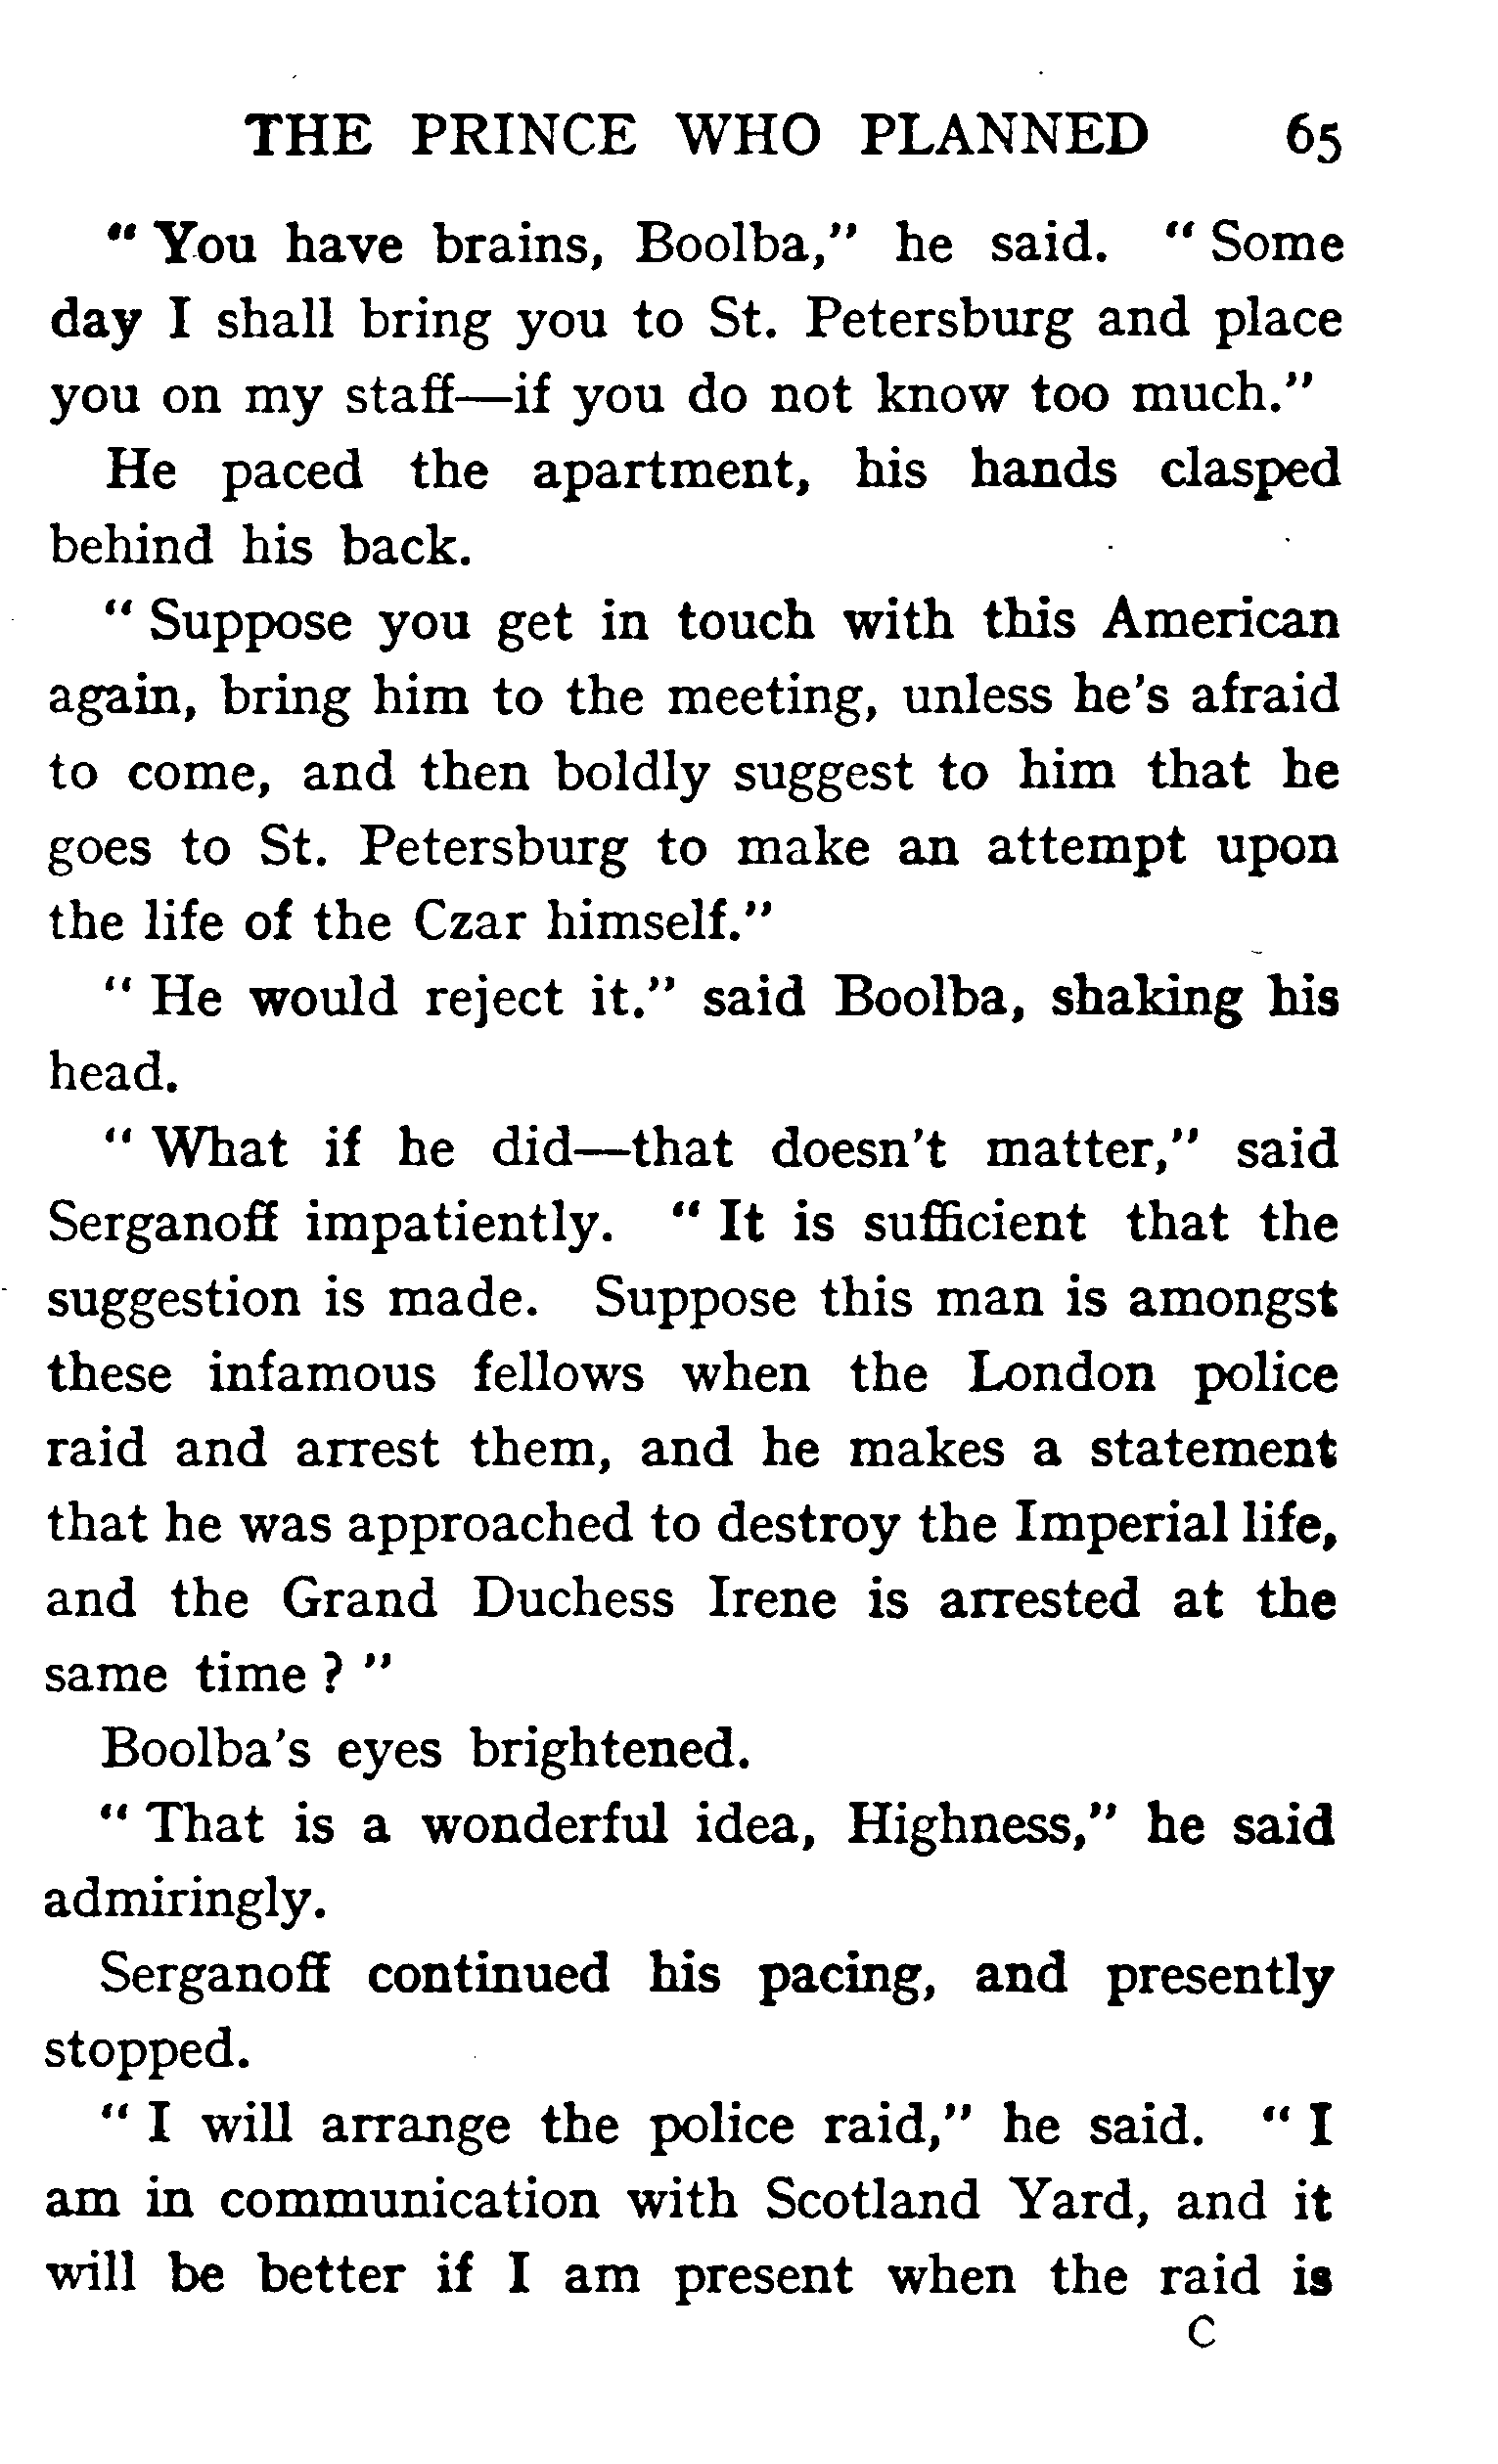 THE PRINCE WHO PLANNED 65
“ You have brains, Boolba,” he said. “ Some
day I shall bring you to St. Petersburg and place
you on my staff—if you do not know too much.”
He paced the apartment, his hands clasped
behind his back.
“ Suppose you get in touch with this American
again, bring him to the meeting, unless he's afraid
to come, and then boldly suggest to him that he
goes to St. Petersburg to make an attempt upon
the life of the Czar himself.”
“ He would reject it.” said Boolba, shaking his
head.
“ What if he did—that doesn't matter,” said
Serganoff impatiently. “ It is sufficient that the
suggestion is made. Suppose this man is amongst
these infamous fellows when the London police
raid and arrest them, and he makes a statement
that he was approached to destroy the Imperial life,
and the Grand Duchess Irene is arrested at the
same time ? ”
Boolba's eyes brightened.
“ That is a wonderful idea, Highness,” he said
admiringly.
Serganoff continued his pacing, and presently
stopped.
“ I will arrange the police raid,” he said. “ I
am in communication with Scotland Yard, and it
will be better if I am present when the raid is
C